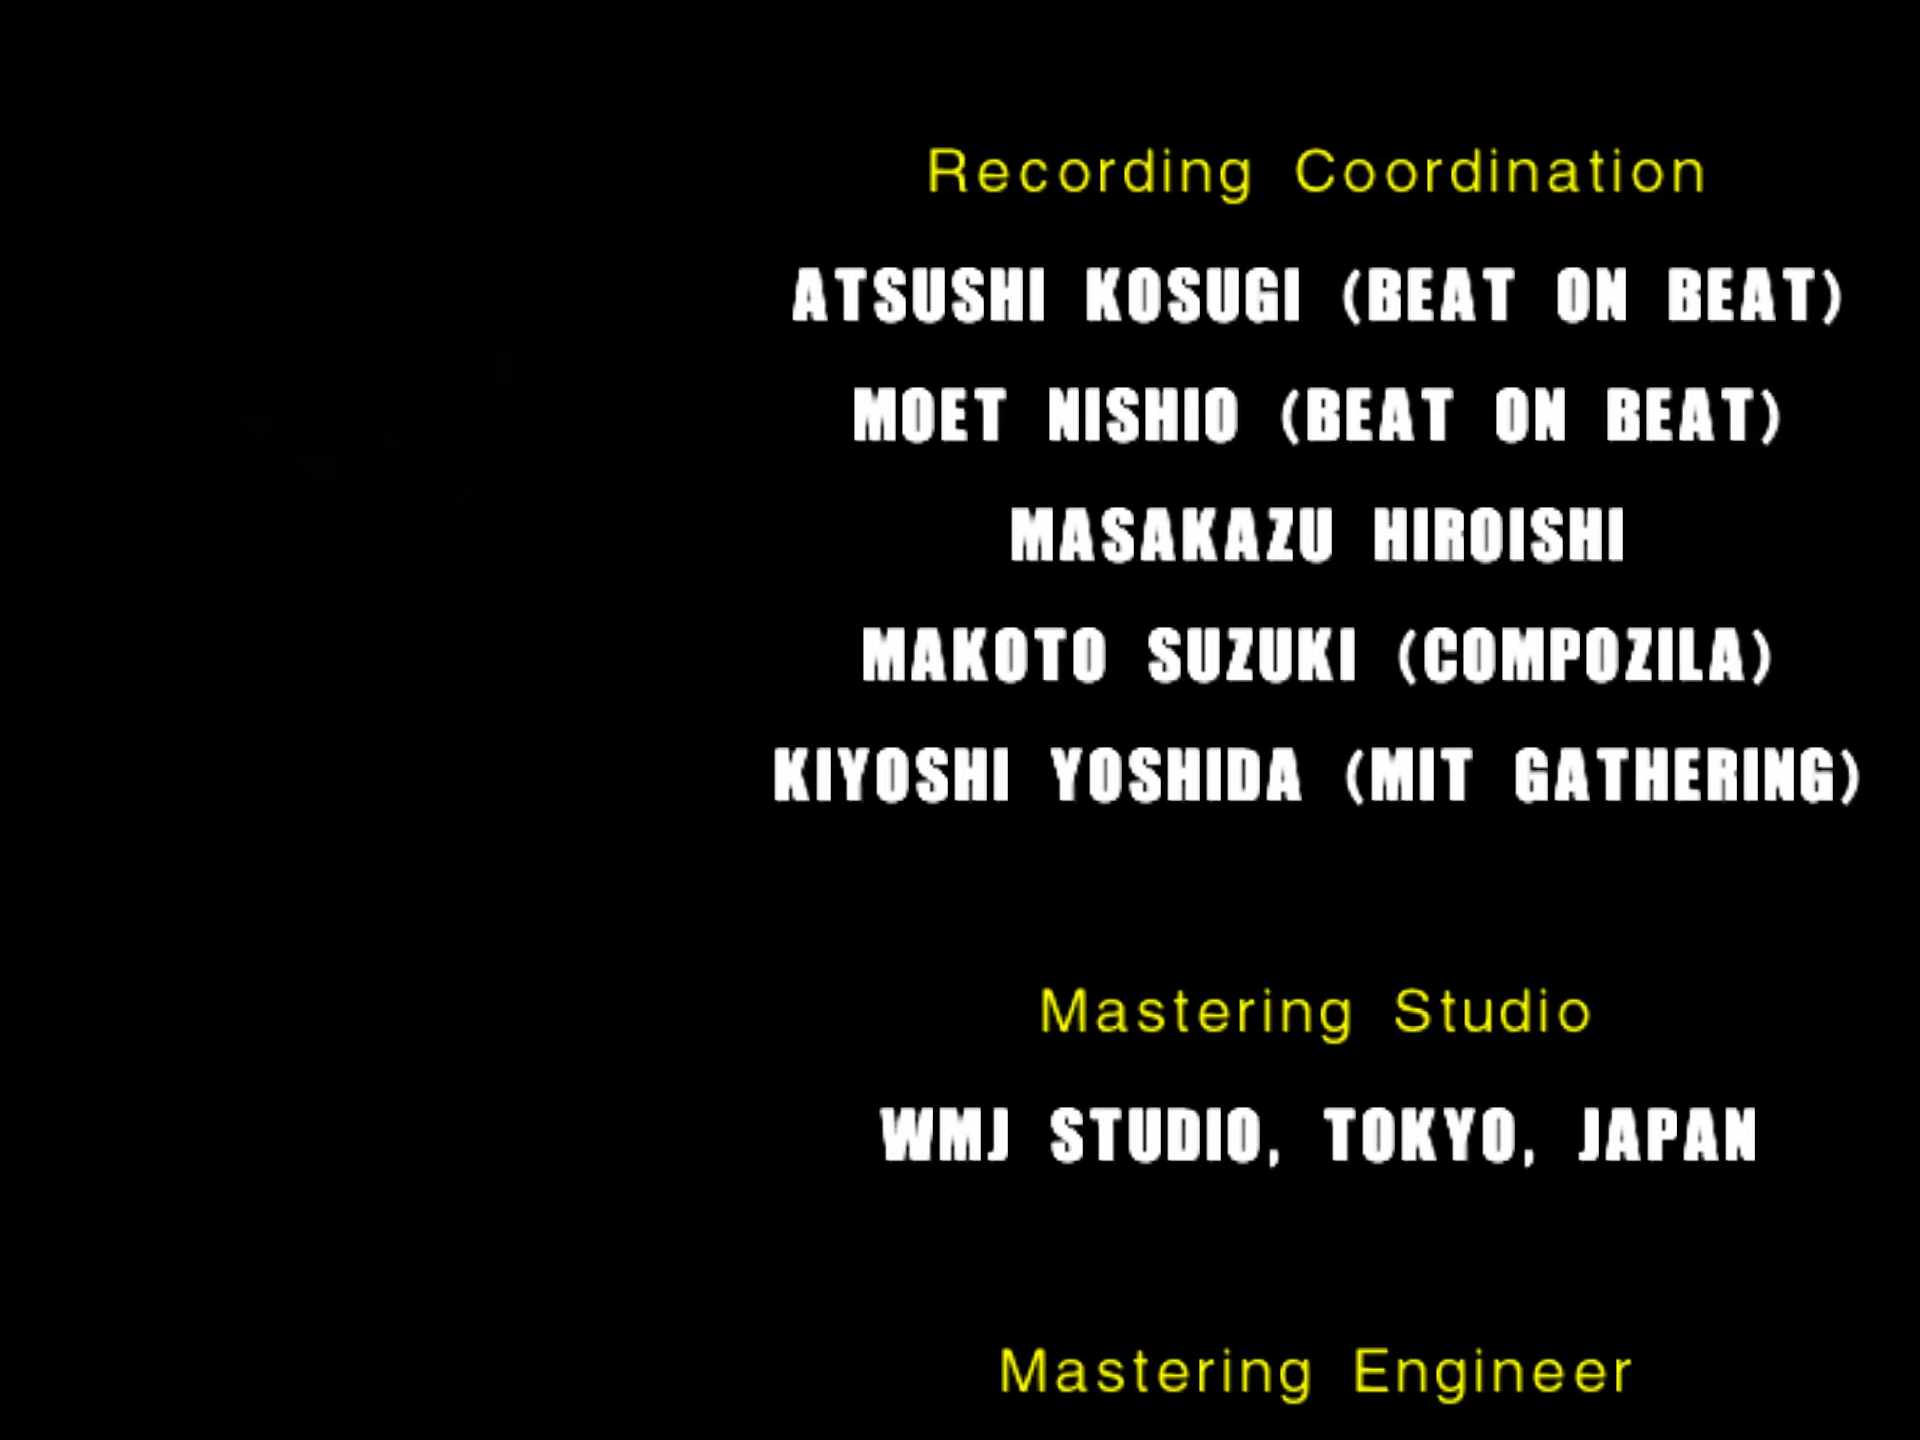 Recording Coordination
ATSUSHI KOSUGI (BEAT ON BEAT)
MOET NISHIO (BEAT ON BEAT)
MASAKAZU HIROISHI
MAKOTO SUZUKI (COMPOZILA)
KIYOSHI YOSHIDA (MIT GATHERING)
Mastering Studio
WMJ STUDIO, TOKYO, JAPAN
Mastering Engineer